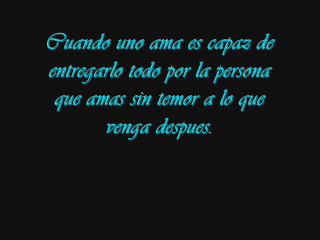 Cuando uno ama es capaz de
entregarlo todo por la persona
que amas sin temor a lo que
venga despues.